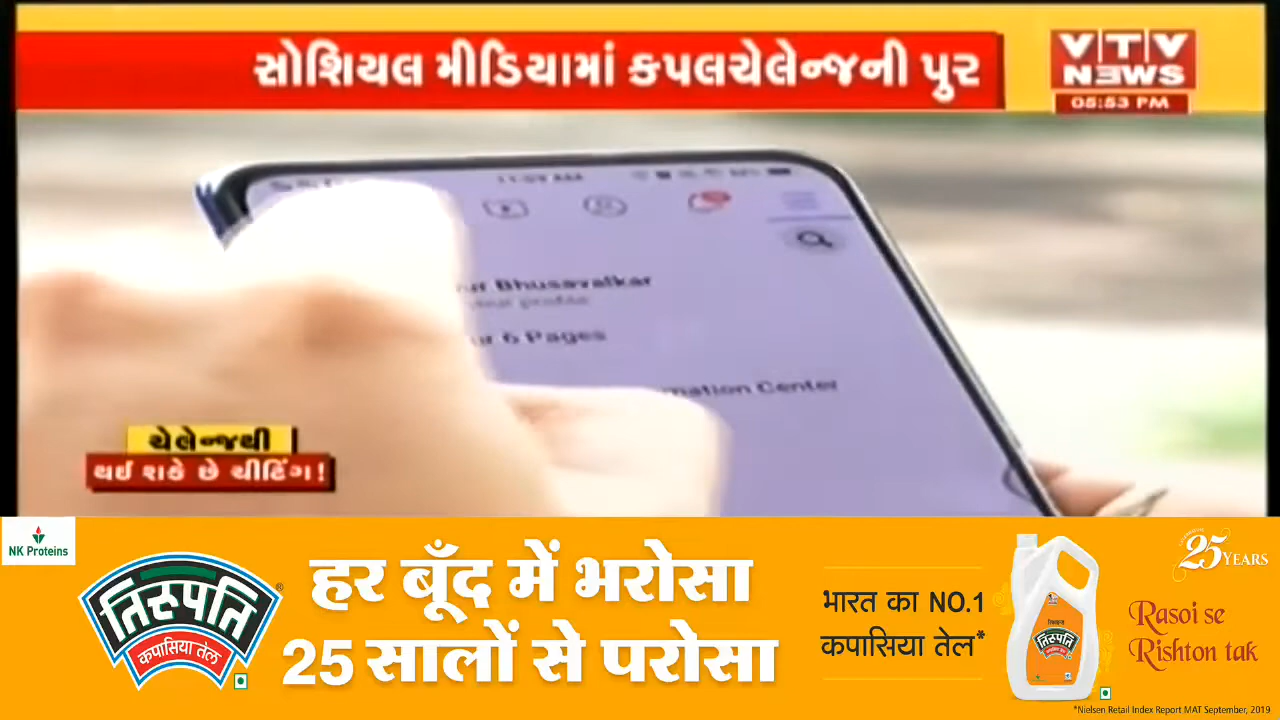 સોશિયલ મીડિયામાં કપલચેલેન્જની પુર
VTV
NEWS
05:53 PM
Bhusavalkar
6 Pages
Center
ચેલેન્જથી
થઈ શકે છે ચીટિંગ!
NK Proteins
तिरुपति
कपासिया तेल
हर बूँद में भरोसा
25 सालों से परोसा
भारत का NO.1
कपासिया तेल*
25 YEARS
Rasoi se
Rishton tak
*Nielsen Retail Index Report MAT September, 2019